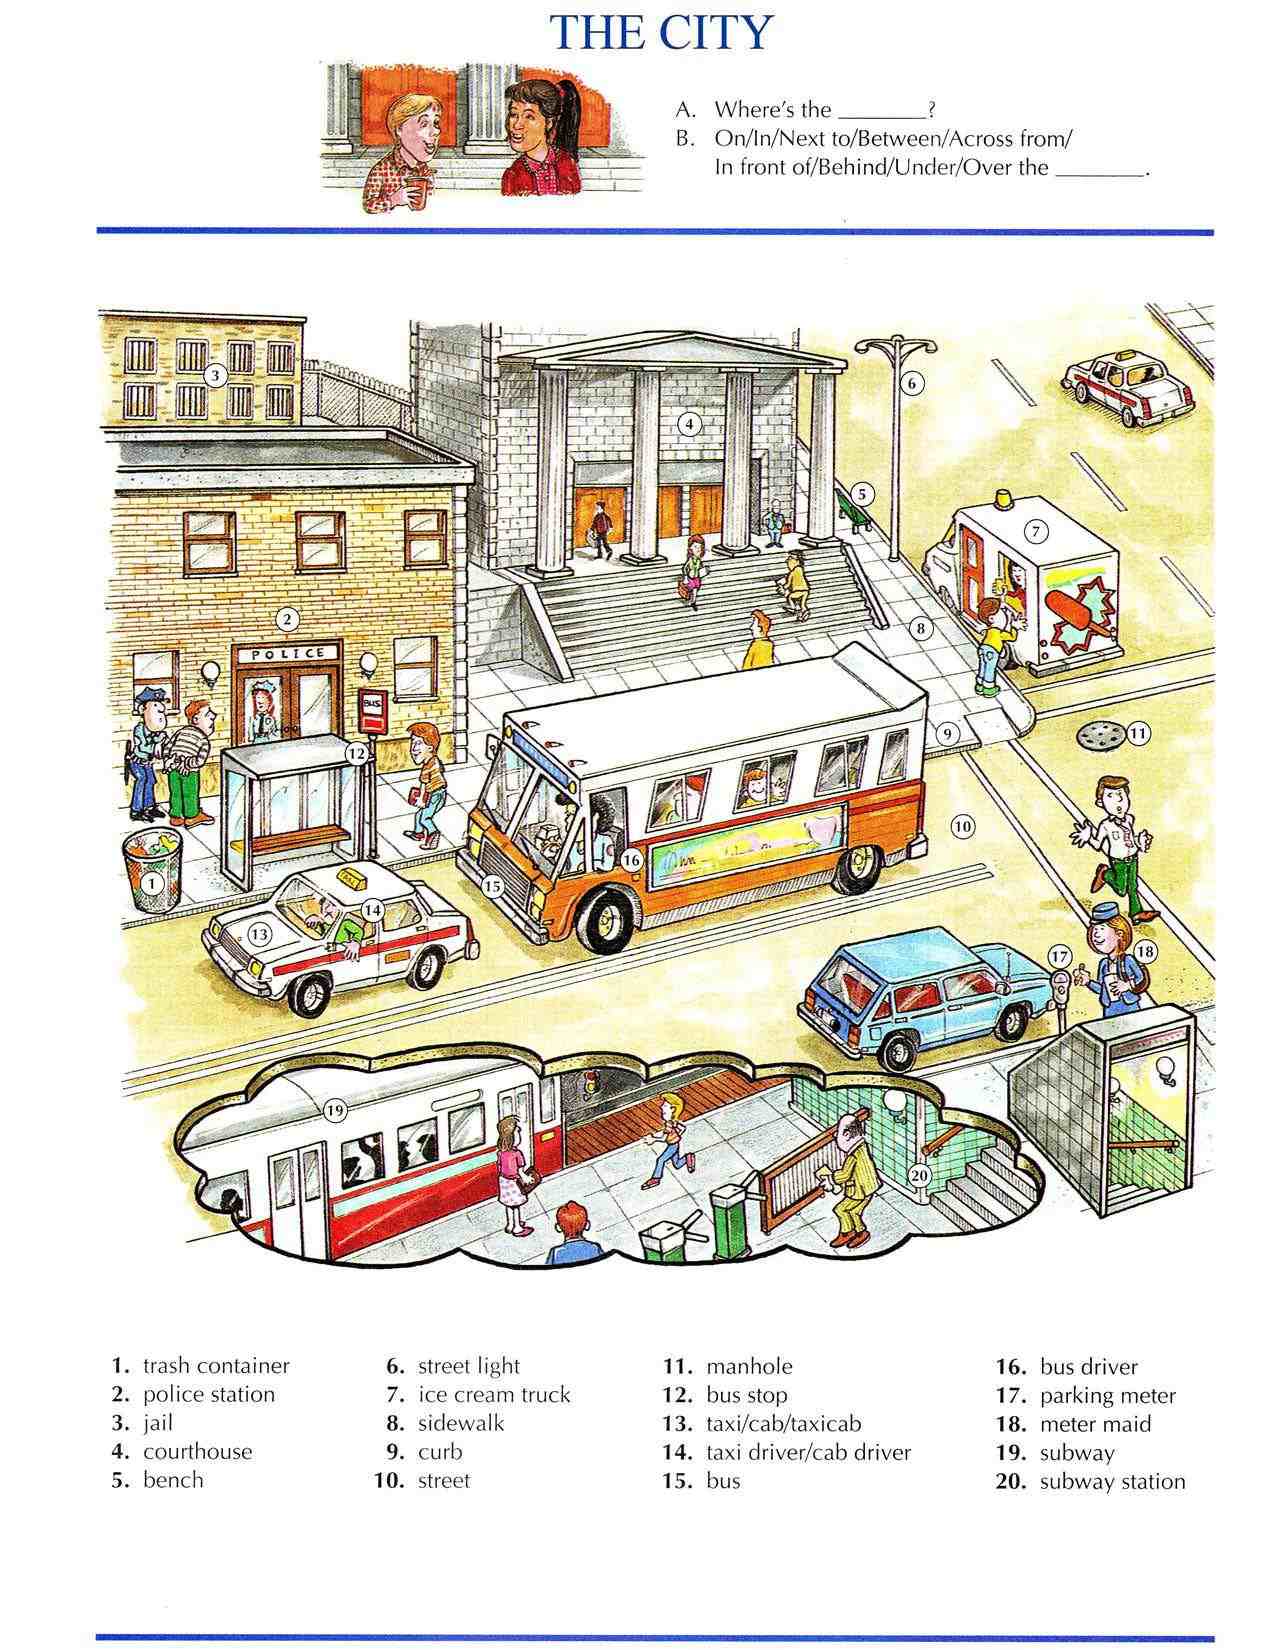 THE CITY
A. Where's the ________?
B. On/In/Next to/Between/Across from/
In front of/Behind/Under/Over the ________.
3
4
6
5
7
2
8
POLICE
BUS
12
9
11
10
16
1
15
TAXI
14
13
17
18
19
20
1. trash container
2. police station
3. jail
4. courthouse
5. bench
6. street light
7. ice cream truck
8. sidewalk
9. curb
10. street
11. manhole
12. bus stop
13. taxi/cab/taxicab
14. taxi driver/cab driver
15. bus
16. bus driver
17. parking meter
18. meter maid
19. subway
20. subway station